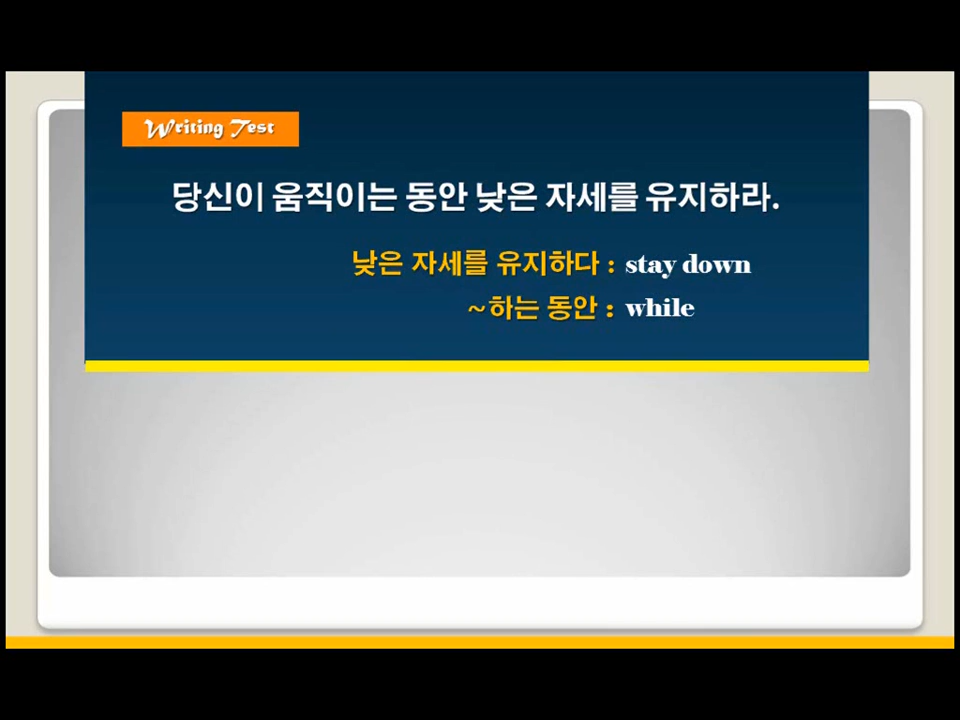 Writing Test
당신이 움직이는 동안 낮은 자세를 유지하라.
낮은 자세를 유지하다 : stay down
~하는 동안 : while